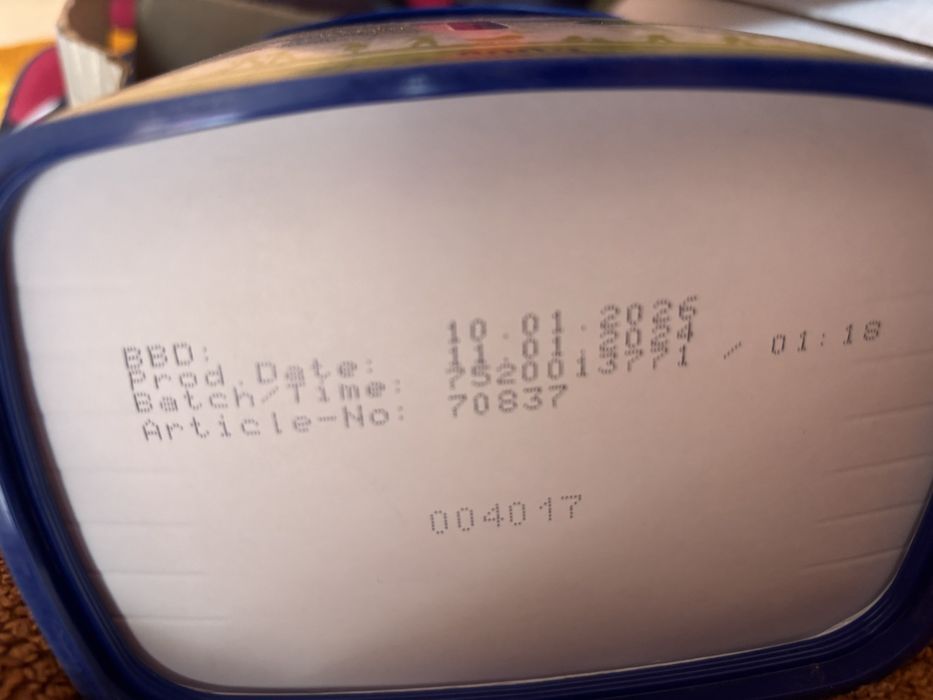 BBD: 10.01.2026
Prod.Date: 11.01.2024
Batch/Time: / 01:18
Article-No: 70837
004017